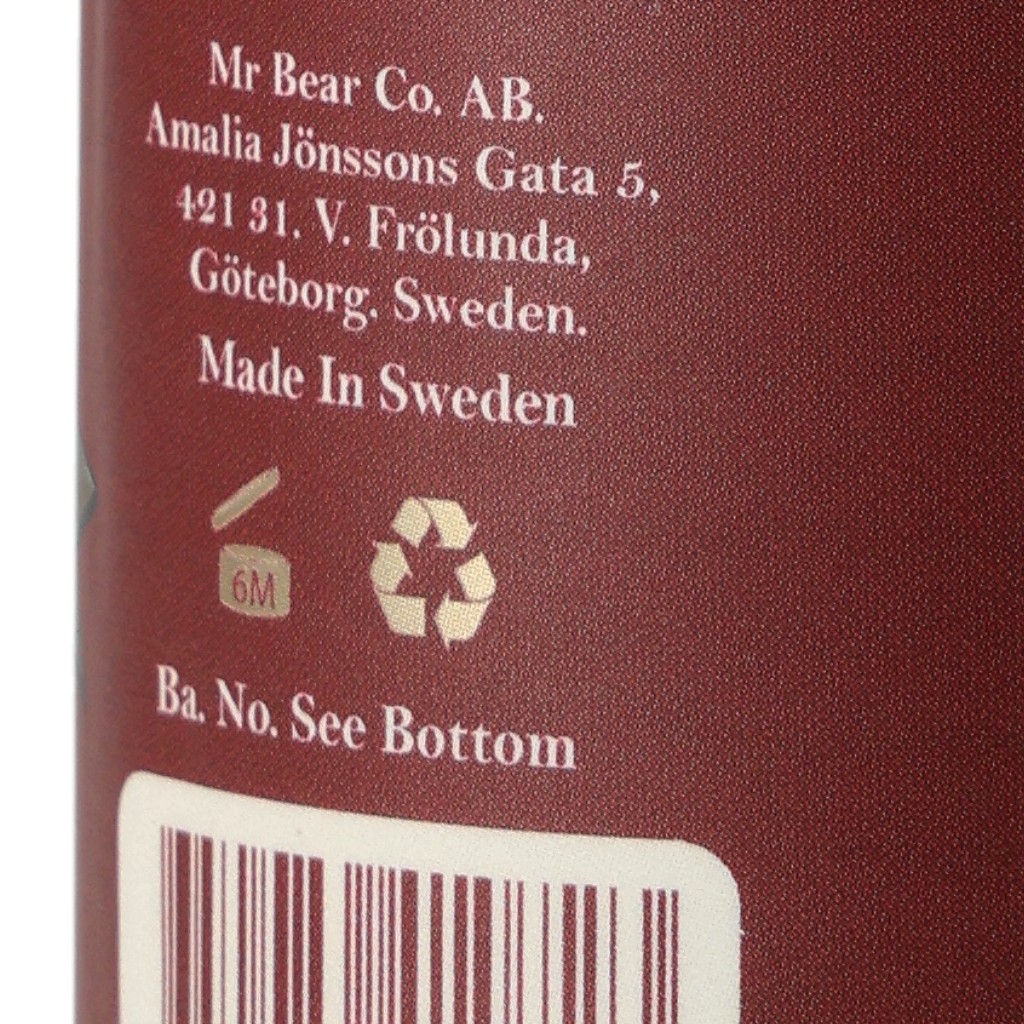 Mr Bear Co. AB.
Amalia Jönssons Gata 5,
421 31. V. Frölunda,
Göteborg. Sweden.
Made In Sweden
6M
Ba. No. See Bottom